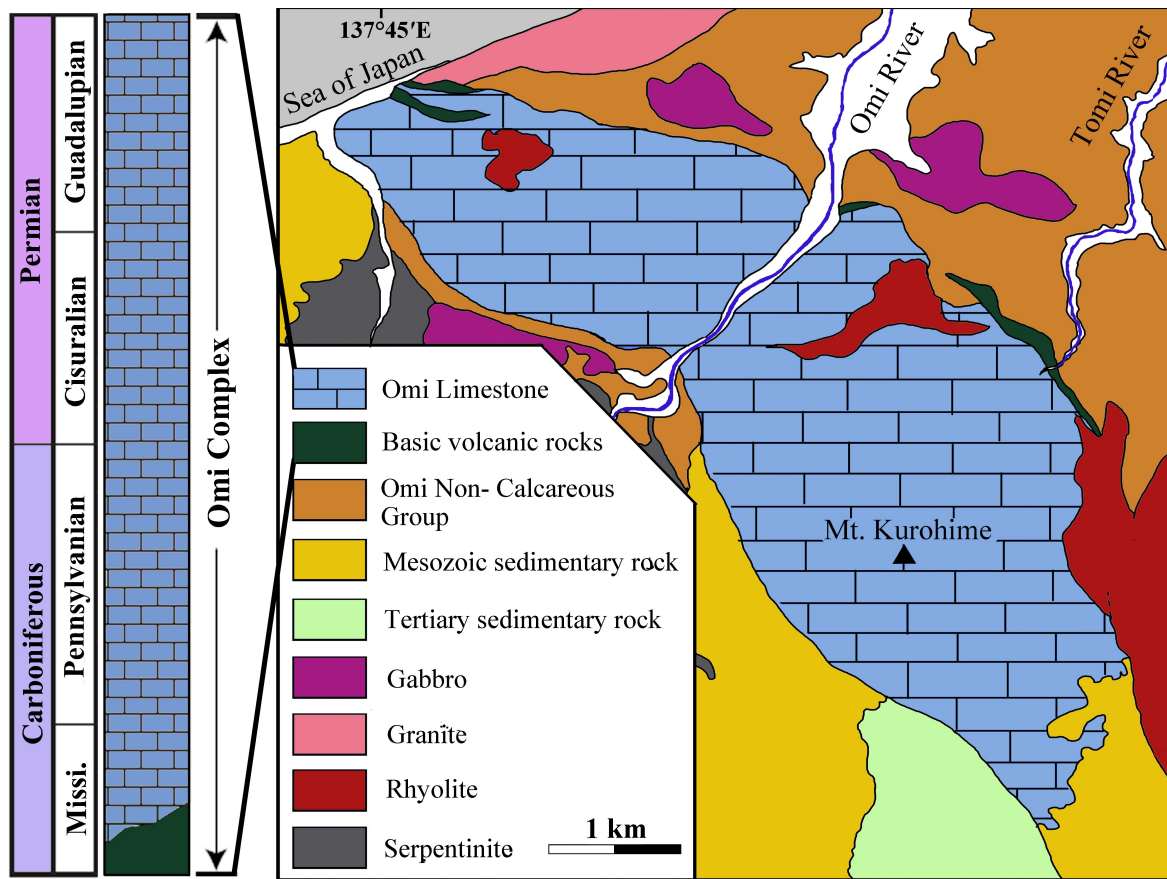 Permian
Carboniferous
Guadalupian
Cisuralian
Pennsylvanian
Missi.
Omi Complex
137°45′E
Sea of Japan
Omi River
Tomi River
Mt. Kurohime
Omi Limestone
Basic volcanic rocks
Omi Non- Calcareous
Group
Mesozoic sedimentary rock
Tertiary sedimentary rock
Gabbro
Granite
Rhyolite
Serpentinite
1 km